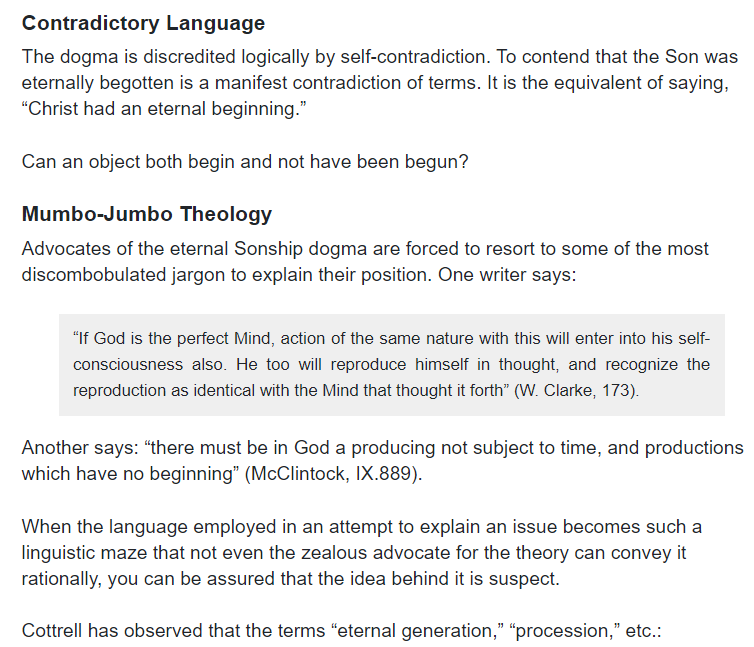 Contradictory Language
The dogma is discredited logically by self-contradiction. To contend that the Son was
eternally begotten is a manifest contradiction of terms. It is the equivalent of saying,
“Christ had an eternal beginning.”
Can an object both begin and not have been begun?
Mumbo-Jumbo Theology
Advocates of the eternal Sonship dogma are forced to resort to some of the most
discombobulated jargon to explain their position. One writer says:
“If God is the perfect Mind, action of the same nature with this will enter into his self-
consciousness also. He too will reproduce himself in thought, and recognize the
reproduction as identical with the Mind that thought it forth” (W. Clarke, 173).
Another says: “there must be in God a producing not subject to time, and productions
which have no beginning” (McClintock, IX.889).
When the language employed in an attempt to explain an issue becomes such a
linguistic maze that not even the zealous advocate for the theory can convey it
rationally, you can be assured that the idea behind it is suspect.
Cottrell has observed that the terms “eternal generation,” “procession,” etc.: